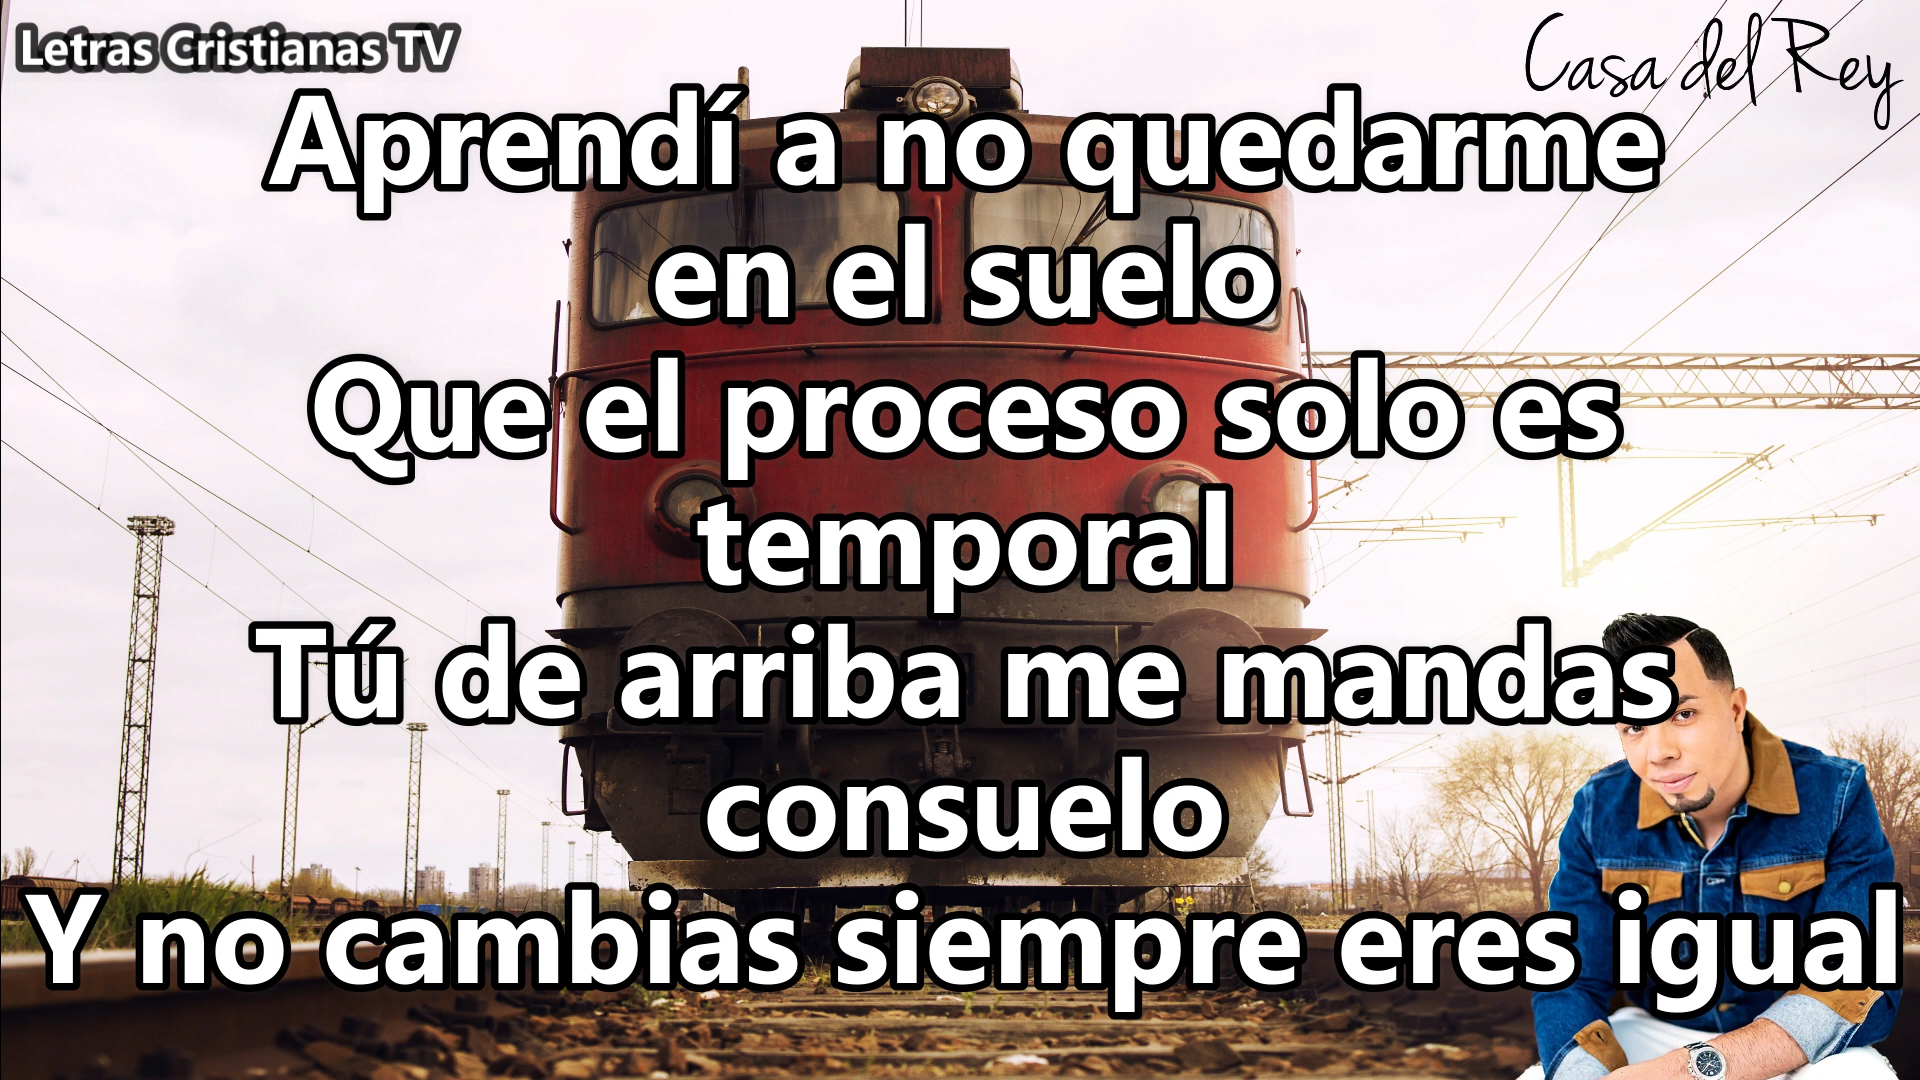 Letras Cristianas TV
Casa del Rey
Aprendí a no quedarme
en el suelo
Que el proceso solo es
temporal
Tú de arriba me mandas
consuelo
Y no cambias siempre eres igual